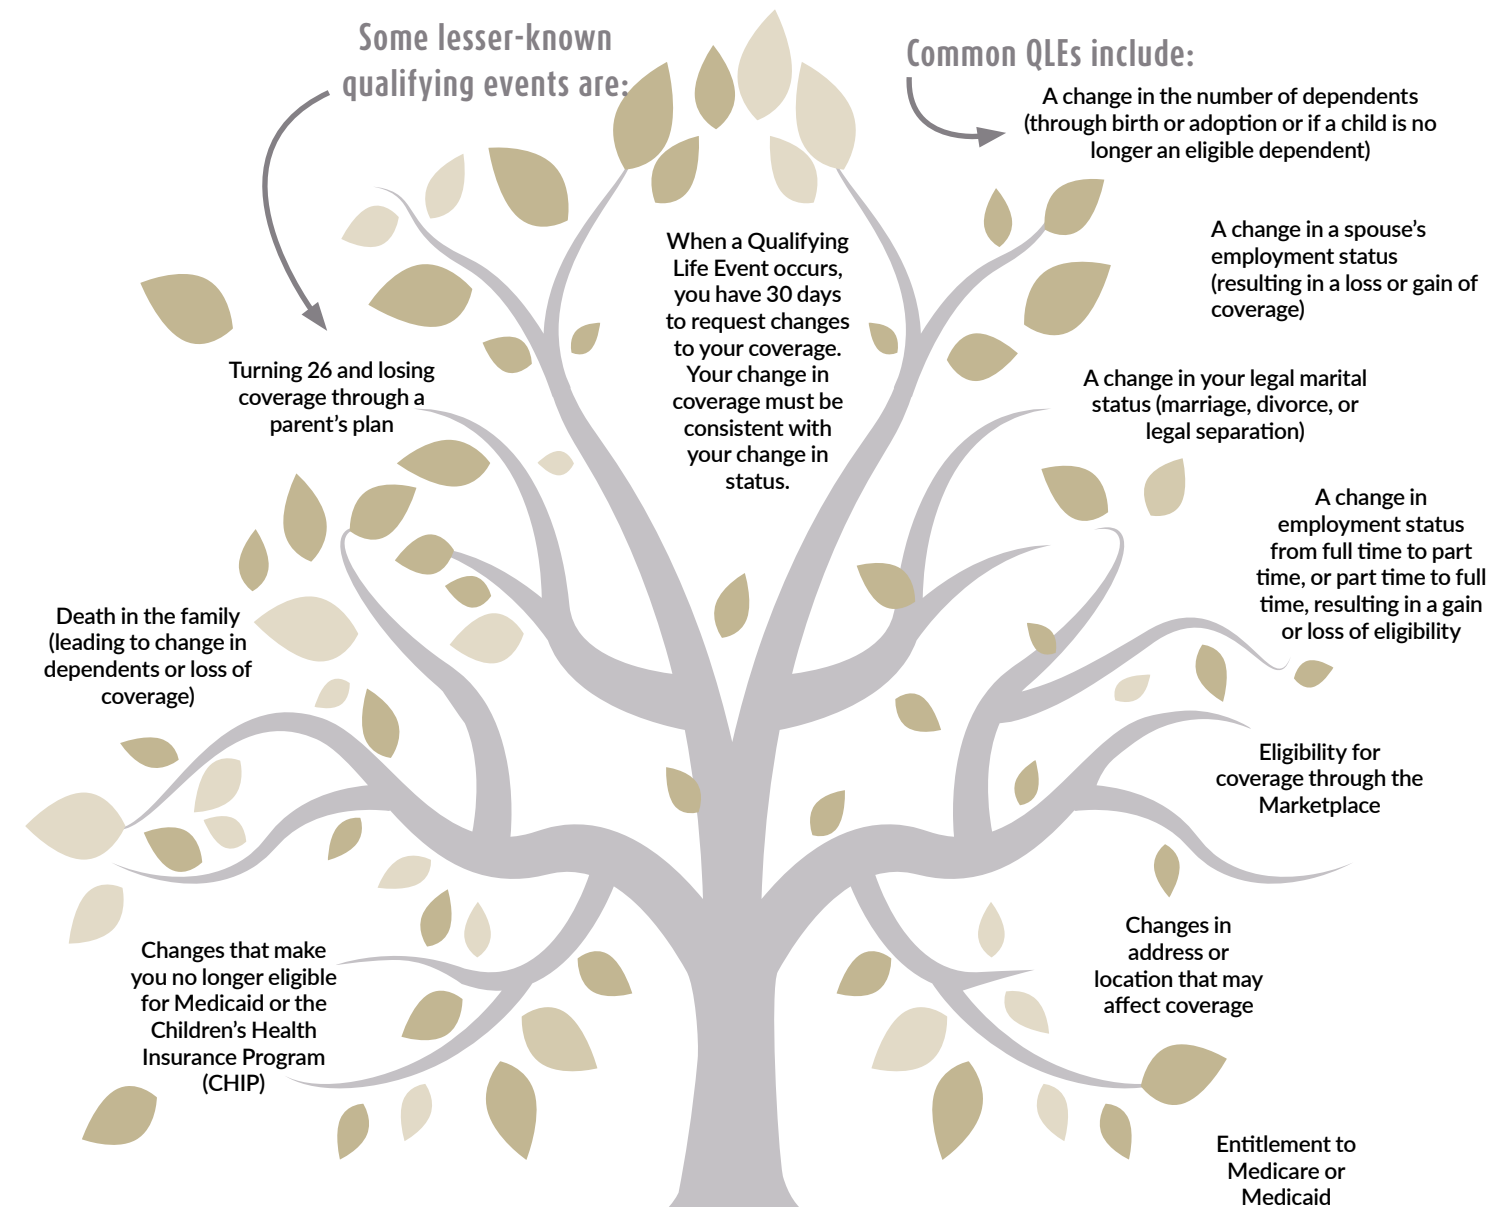 Some lesser-known
qualifying events are:
Turning 26 and losing
coverage through a
parent's plan
Death in the family
(leading to change in
dependents or loss of
coverage)
Changes that make
you no longer eligible
for Medicaid or the
Children's Health
Insurance Program
(CHIP)
When a Qualifying
Life Event occurs,
you have 30 days
to request changes
to your coverage.
Your change in
coverage must be
consistent with
your change in
status.
Common QLEs include:
A change in the number of dependents
(through birth or adoption or if a child is no
longer an eligible dependent)
A change in a spouse's
employment status
(resulting in a loss or gain of
coverage)
A change in your legal marital
status (marriage, divorce, or
legal separation)
A change in
employment status
from full time to part
time, or part time to full
time, resulting in a gain
or loss of eligibility
Eligibility for
coverage through the
Marketplace
Changes in
address or
location that may
affect coverage
Entitlement to
Medicare or
Medicaid